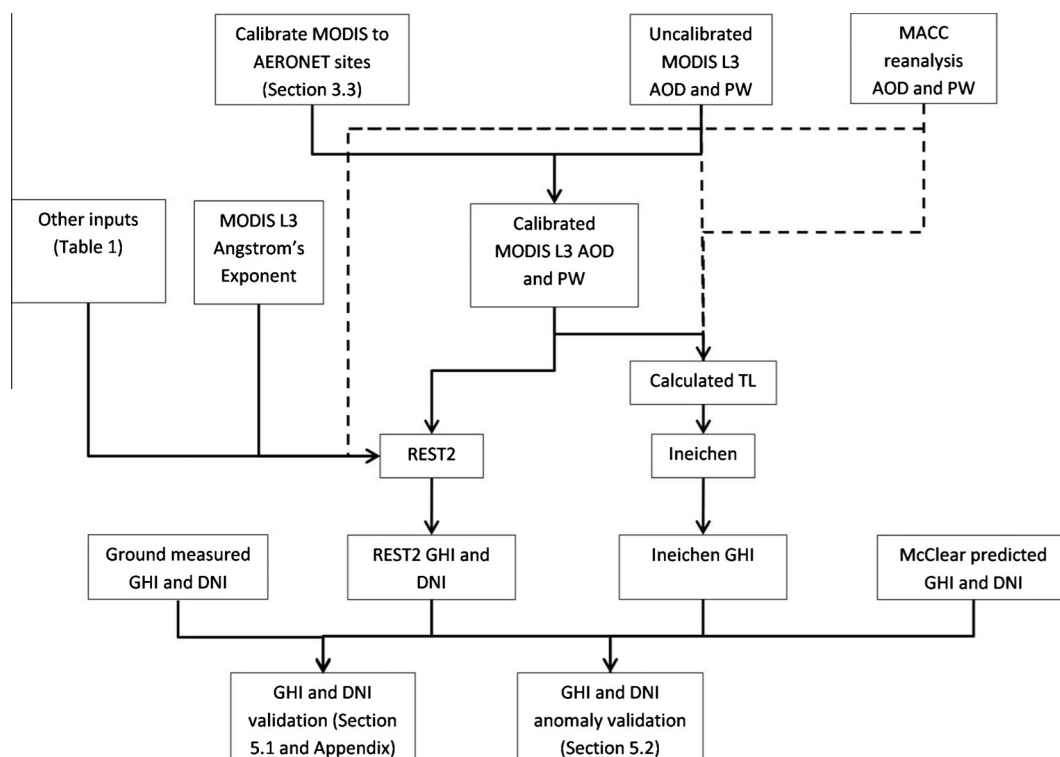 Calibrate MODIS to
AERONET sites
(Section 3.3)
Uncalibrated
MODIS L3
AOD and PW
MACC
reanalysis
AOD and PW
Other inputs
(Table 1)
MODIS L3
Angstrom's
Exponent
Calibrated
MODIS L3 AOD
and PW
Calculated TL
REST2
Ineichen
Ground measured
GHI and DNI
REST2 GHI and
DNI
Ineichen GHI
McClear predicted
GHI and DNI
GHI and DNI
validation (Section
5.1 and Appendix)
GHI and DNI
anomaly validation
(Section 5.2)